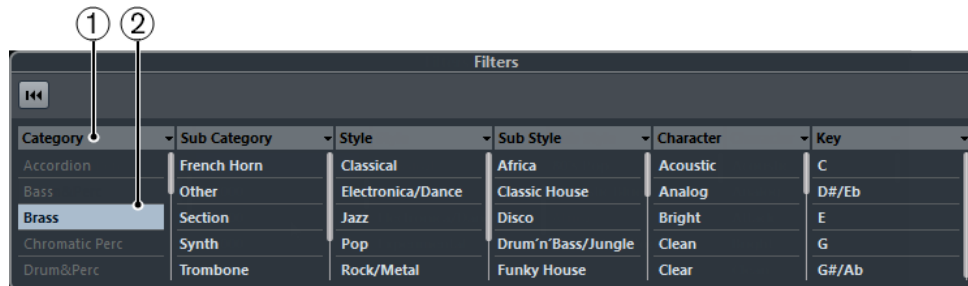 ① ②
Filters
Category Sub Category Style Sub Style Character Key
Accordion French Horn Classical Africa Acoustic C
Bass Other Electronica/Dance Classic House Analog D#/Eb
Brass Section Jazz Disco Bright E
Chromatic Perc Synth Pop Drum´n´Bass/Jungle Clean G
Drum&Perc Trombone Rock/Metal Funky House Clear G#/Ab